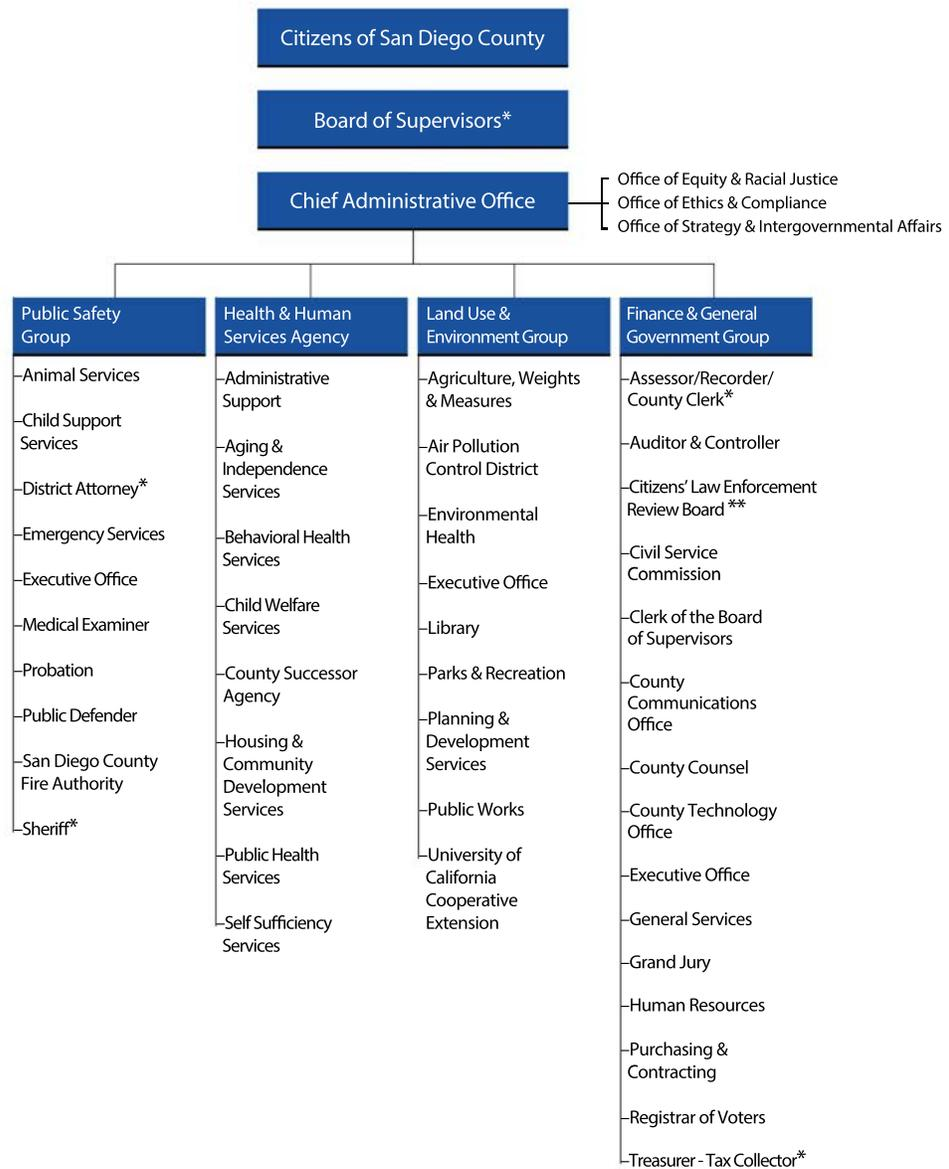 Citizens of San Diego County
Board of Supervisors*
Chief Administrative Office
Office of Equity & Racial Justice
Office of Ethics & Compliance
Office of Strategy & Intergovernmental Affairs
Public Safety
Group
Animal Services
Child Support
Services
District Attorney*
Emergency Services
Executive Office
Medical Examiner
Probation
Public Defender
San Diego County
Fire Authority
Sheriff*
Health & Human
Services Agency
Administrative
Support
Aging &
Independence
Services
Behavioral Health
Services
Child Welfare
Services
County Successor
Agency
Housing &
Community
Development
Services
Public Health
Services
Self Sufficiency
Services
Land Use &
Environment Group
Agriculture, Weights
& Measures
Air Pollution
Control District
Environmental
Health
Executive Office
Library
Parks & Recreation
Planning &
Development
Services
Public Works
University of
California
Cooperative
Extension
Finance & General
Government Group
Assessor/Recorder/
County Clerk*
Auditor & Controller
Citizens’ Law Enforcement
Review Board **
Civil Service
Commission
Clerk of the Board
of Supervisors
County
Communications
Office
County Counsel
County Technology
Office
Executive Office
General Services
Grand Jury
Human Resources
Purchasing &
Contracting
Registrar of Voters
Treasurer - Tax Collector*